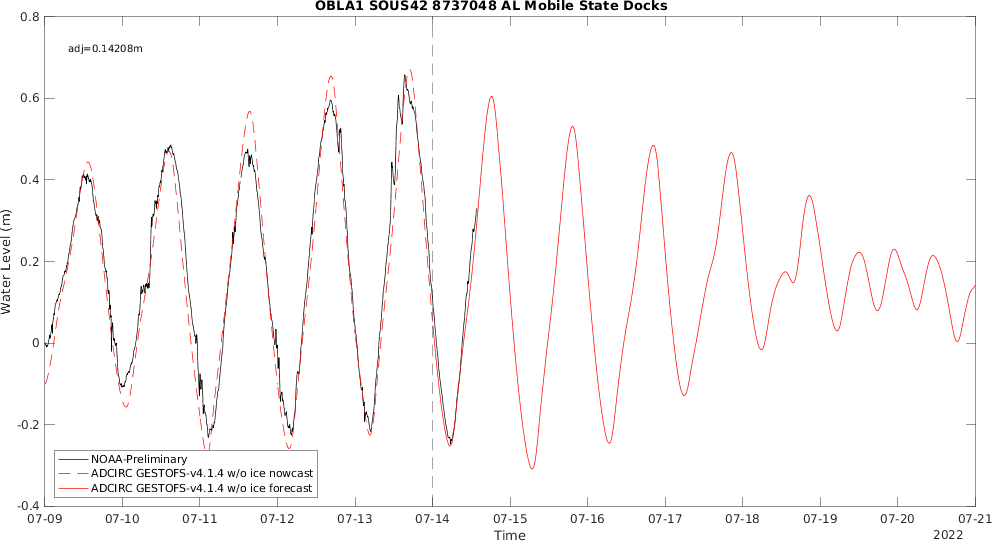 OBLA1 SOUS42 8737048 AL Mobile State Docks
adj=0.14208m
Water Level (m)
0.8
0.6
0.4
0.2
0
-0.2
-0.4
NOAA-Preliminary
ADCIRC GESTOFS-v4.1.4 w/o ice nowcast
ADCIRC GESTOFS-v4.1.4 w/o ice forecast
07-09 07-10 07-11 07-12 07-13 07-14 07-15 07-16 07-17 07-18 07-19 07-20 07-21
Time
2022